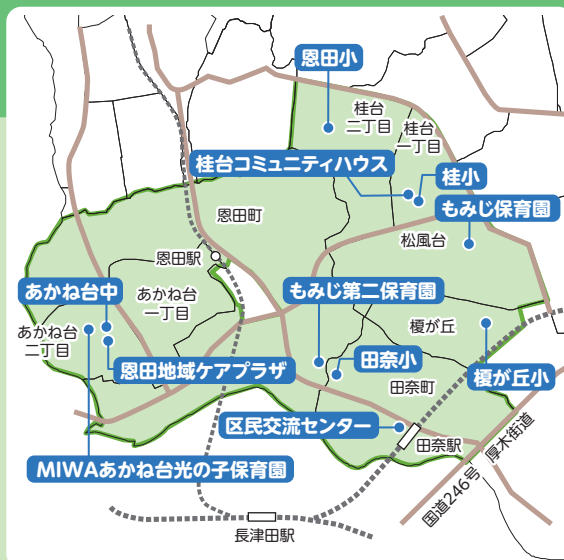 恩田小
桂台
二丁目
桂台
一丁目
桂台コミュニティハウス
桂小
もみじ保育園
恩田町
松風台
恩田駅
あかね台中
あかね台
一丁目
もみじ第二保育園
あかね台
二丁目
榎が丘
恩田地域ケアプラザ
田奈小
榎が丘小
田奈町
区民交流センター
田奈駅
厚木街道
国道246号
MIWAあかね台光の子保育園
長津田駅